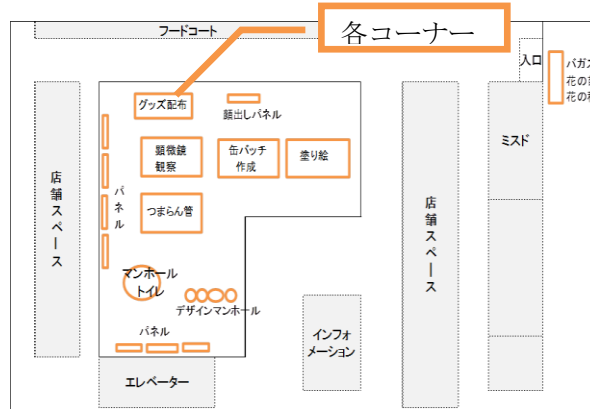 フードコート
各コーナー
入口
バガス
花の
花の
グッズ配布
顔出しパネル
ミスド
顕微鏡
観察
缶バッチ
作成
塗り絵
パネル
つまらん管
店舗スペース
店舗スペース
マンホール
トイレ
デザインマンホール
パネル
インフォ
メーション
エレベーター